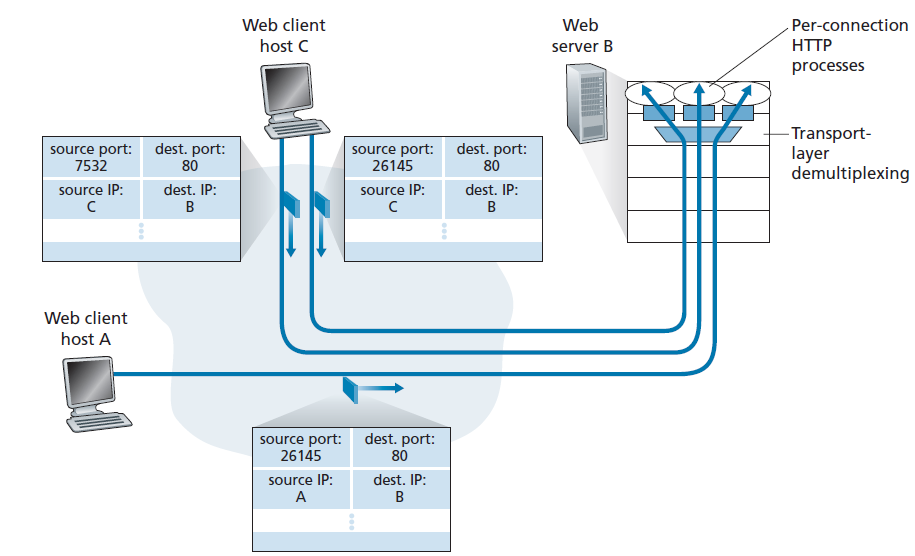 Web client
host C
Web
server B
Per-connection
HTTP
processes
Transport-
layer
demultiplexing
source port:
7532
dest. port:
80
source IP:
C
dest. IP:
B
source port:
26145
dest. port:
80
source IP:
C
dest. IP:
B
Web client
host A
source port:
26145
dest. port:
80
source IP:
A
dest. IP:
B